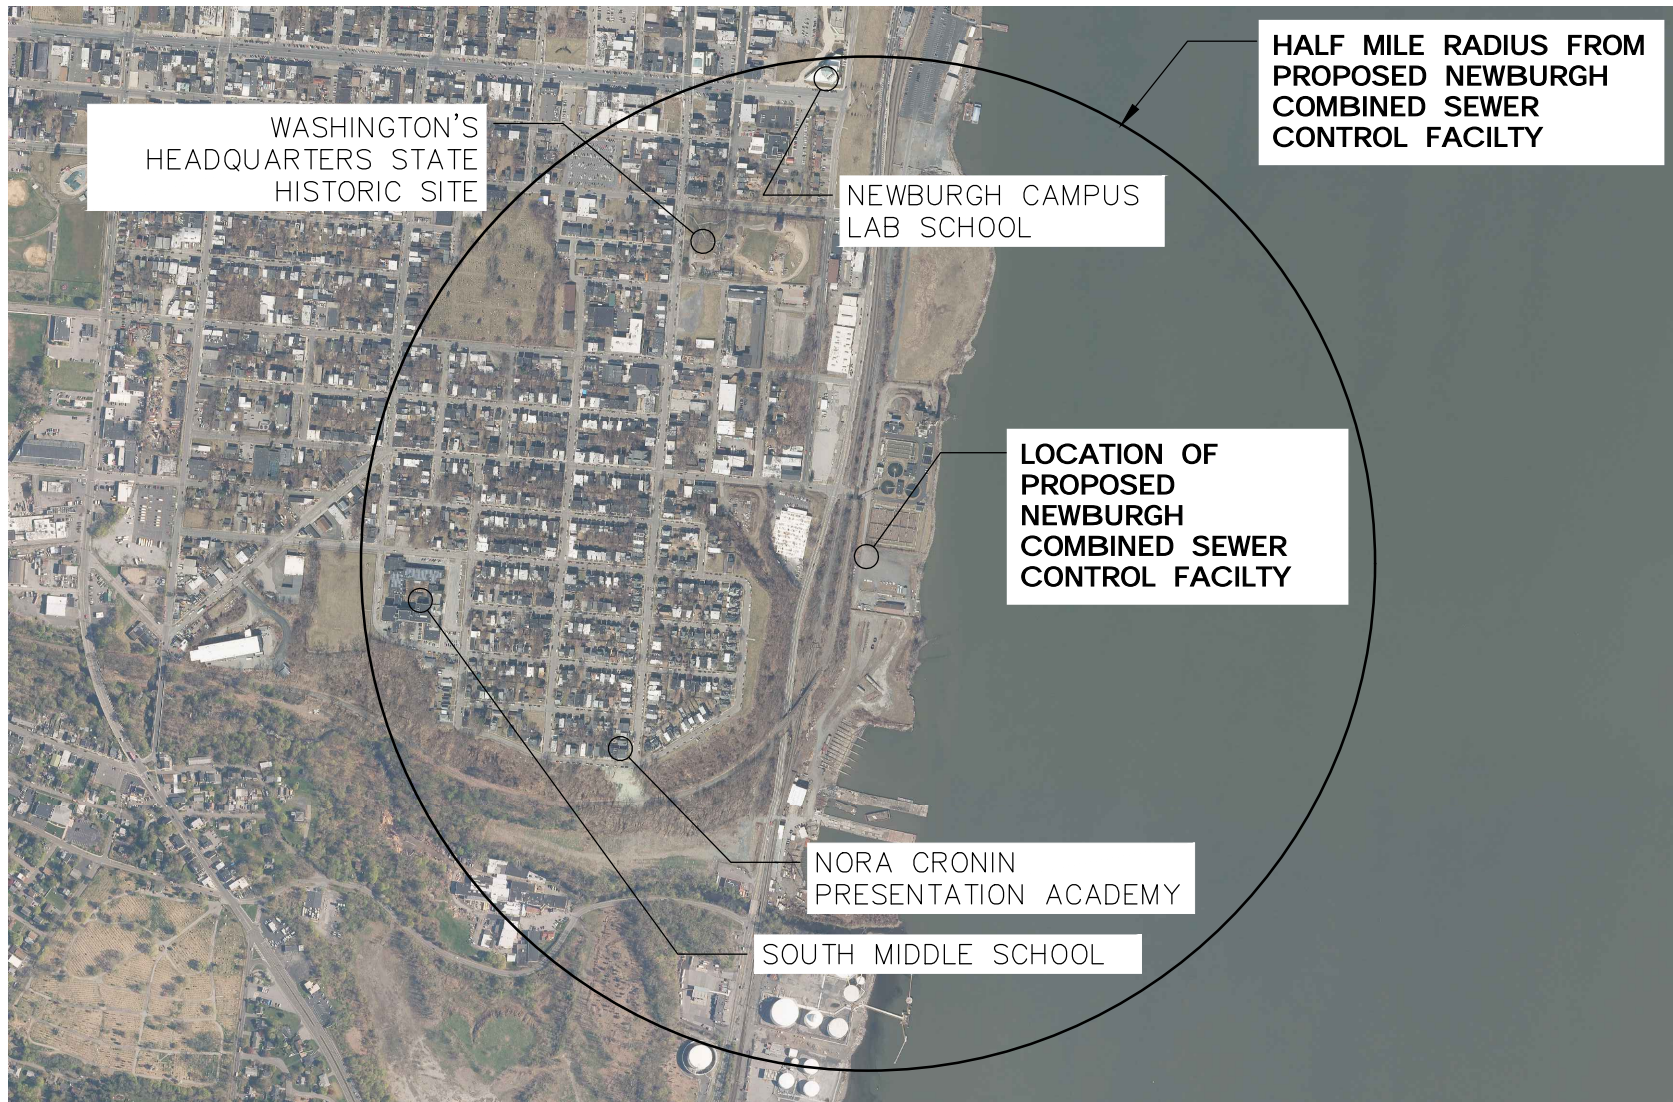 HALF MILE RADIUS FROM
PROPOSED NEWBURGH
COMBINED SEWER
CONTROL FACILTY
WASHINGTON'S
HEADQUARTERS STATE
HISTORIC SITE
NEWBURGH CAMPUS
LAB SCHOOL
LOCATION OF
PROPOSED
NEWBURGH
COMBINED SEWER
CONTROL FACILTY
NORA CRONIN
PRESENTATION ACADEMY
SOUTH MIDDLE SCHOOL